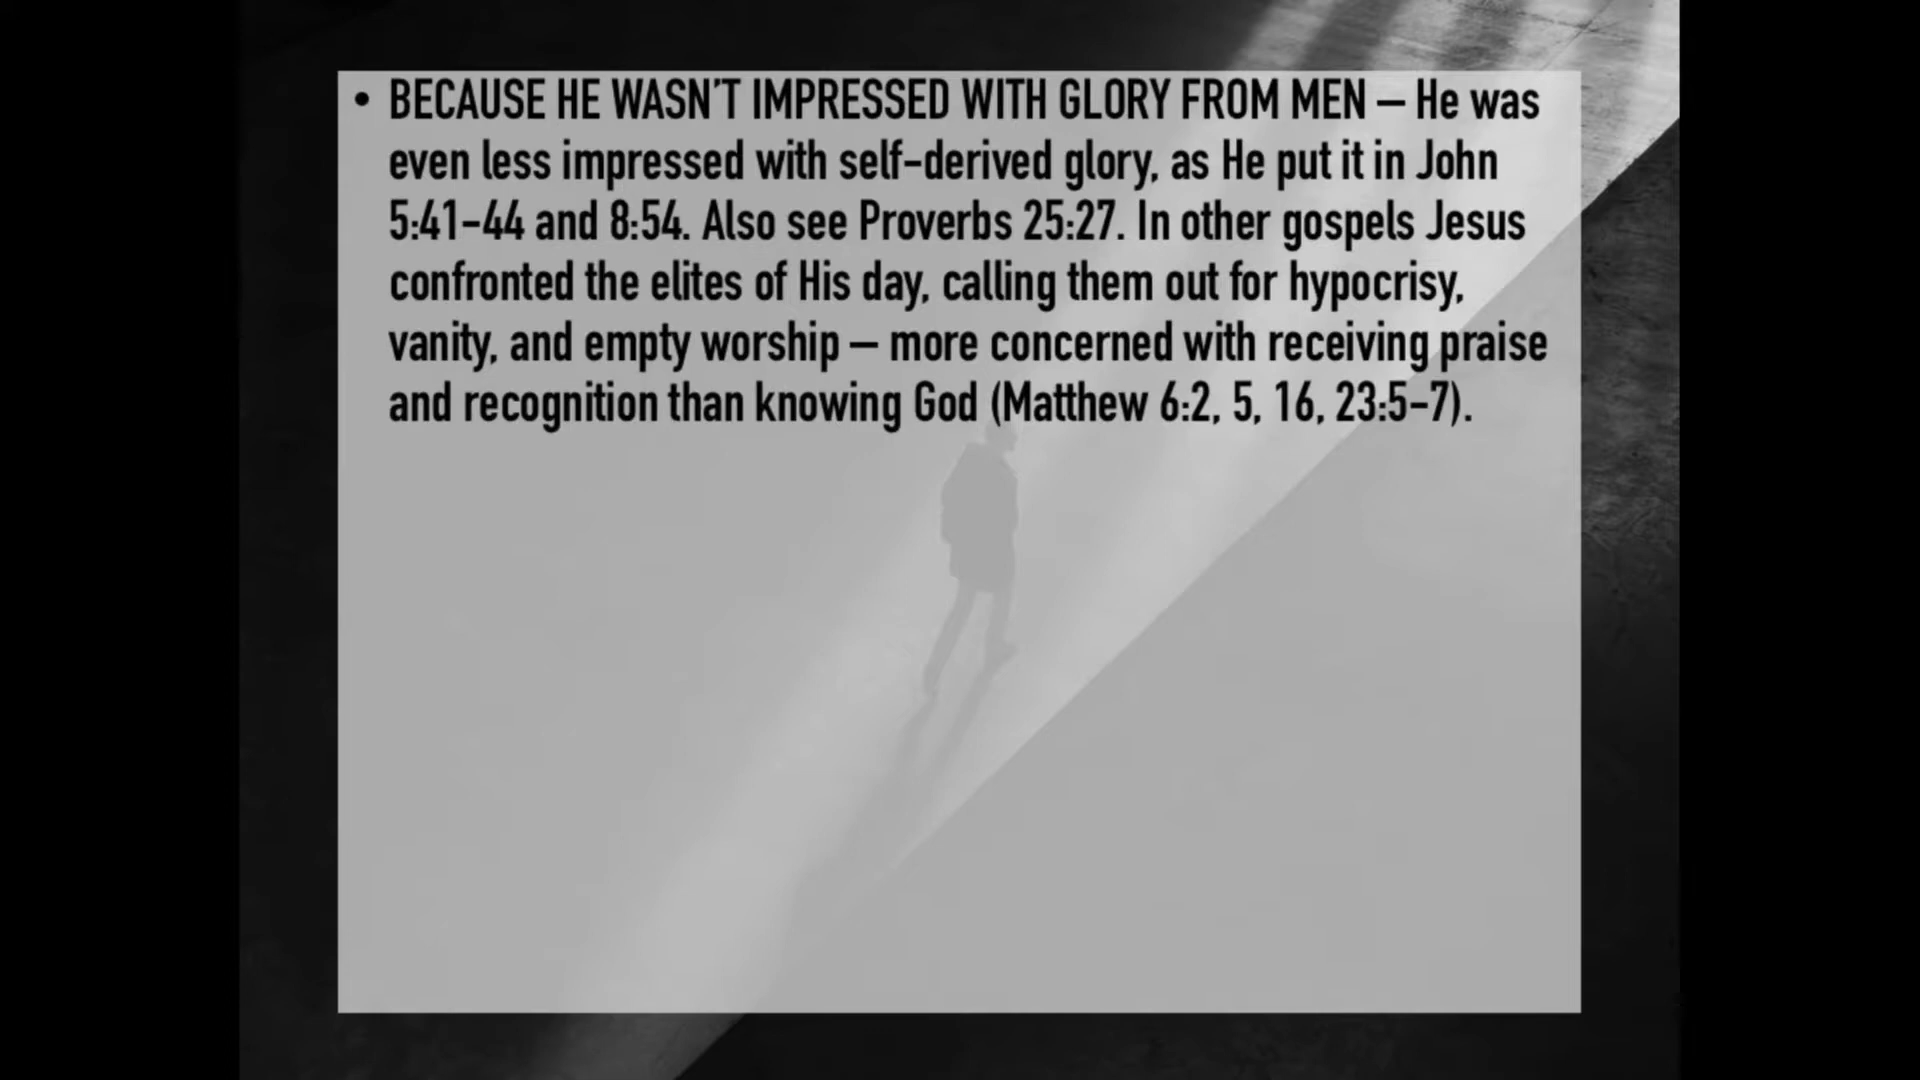 • BECAUSE HE WASN'T IMPRESSED WITH GLORY FROM MEN – He was
even less impressed with self-derived glory, as He put it in John
5:41-44 and 8:54. Also see Proverbs 25:27. In other gospels Jesus
confronted the elites of His day, calling them out for hypocrisy,
vanity, and empty worship – more concerned with receiving praise
and recognition than knowing God (Matthew 6:2, 5, 16, 23:5-7).